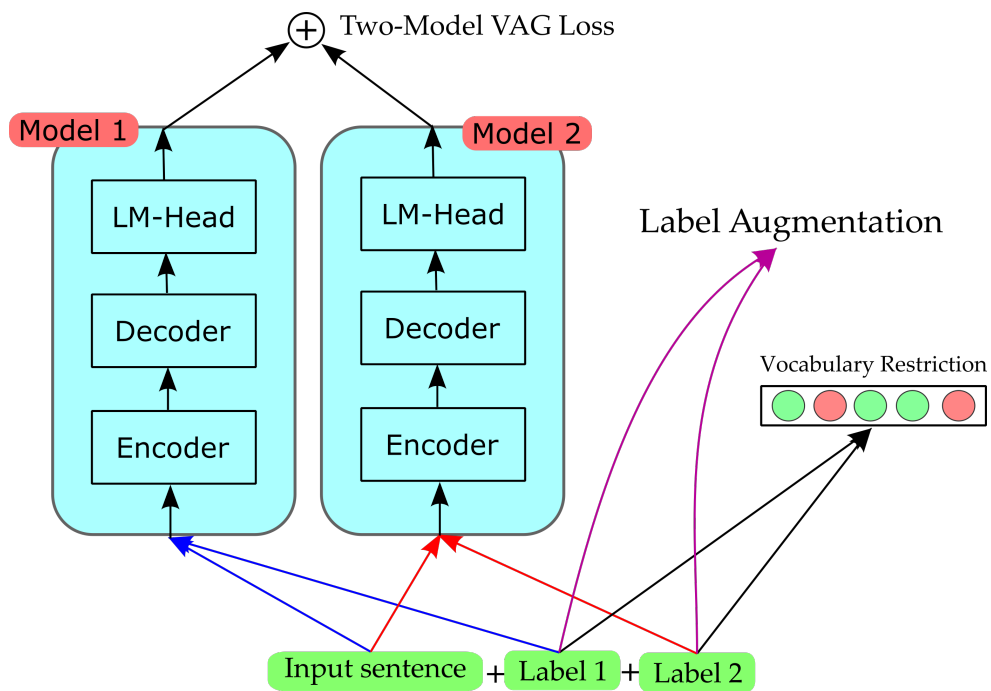 Two-Model VAG Loss
Model 1
Model 2
LM-Head
LM-Head
Label Augmentation
Decoder
Decoder
Vocabulary Restriction
Encoder
Encoder
Input sentence + Label 1 + Label 2